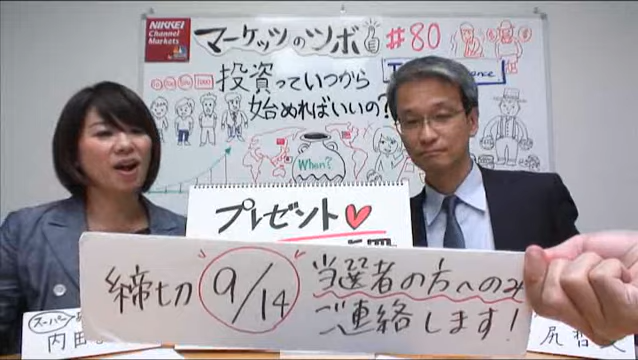 NIKKEI
Channel
Markets
マーケッツのツボ #80
投資っていつから
始めればいいの?
When?
プレゼント♥
締切 9/14
当選者の方へのみ
ご連絡します!
スーパー
内田
尻哲